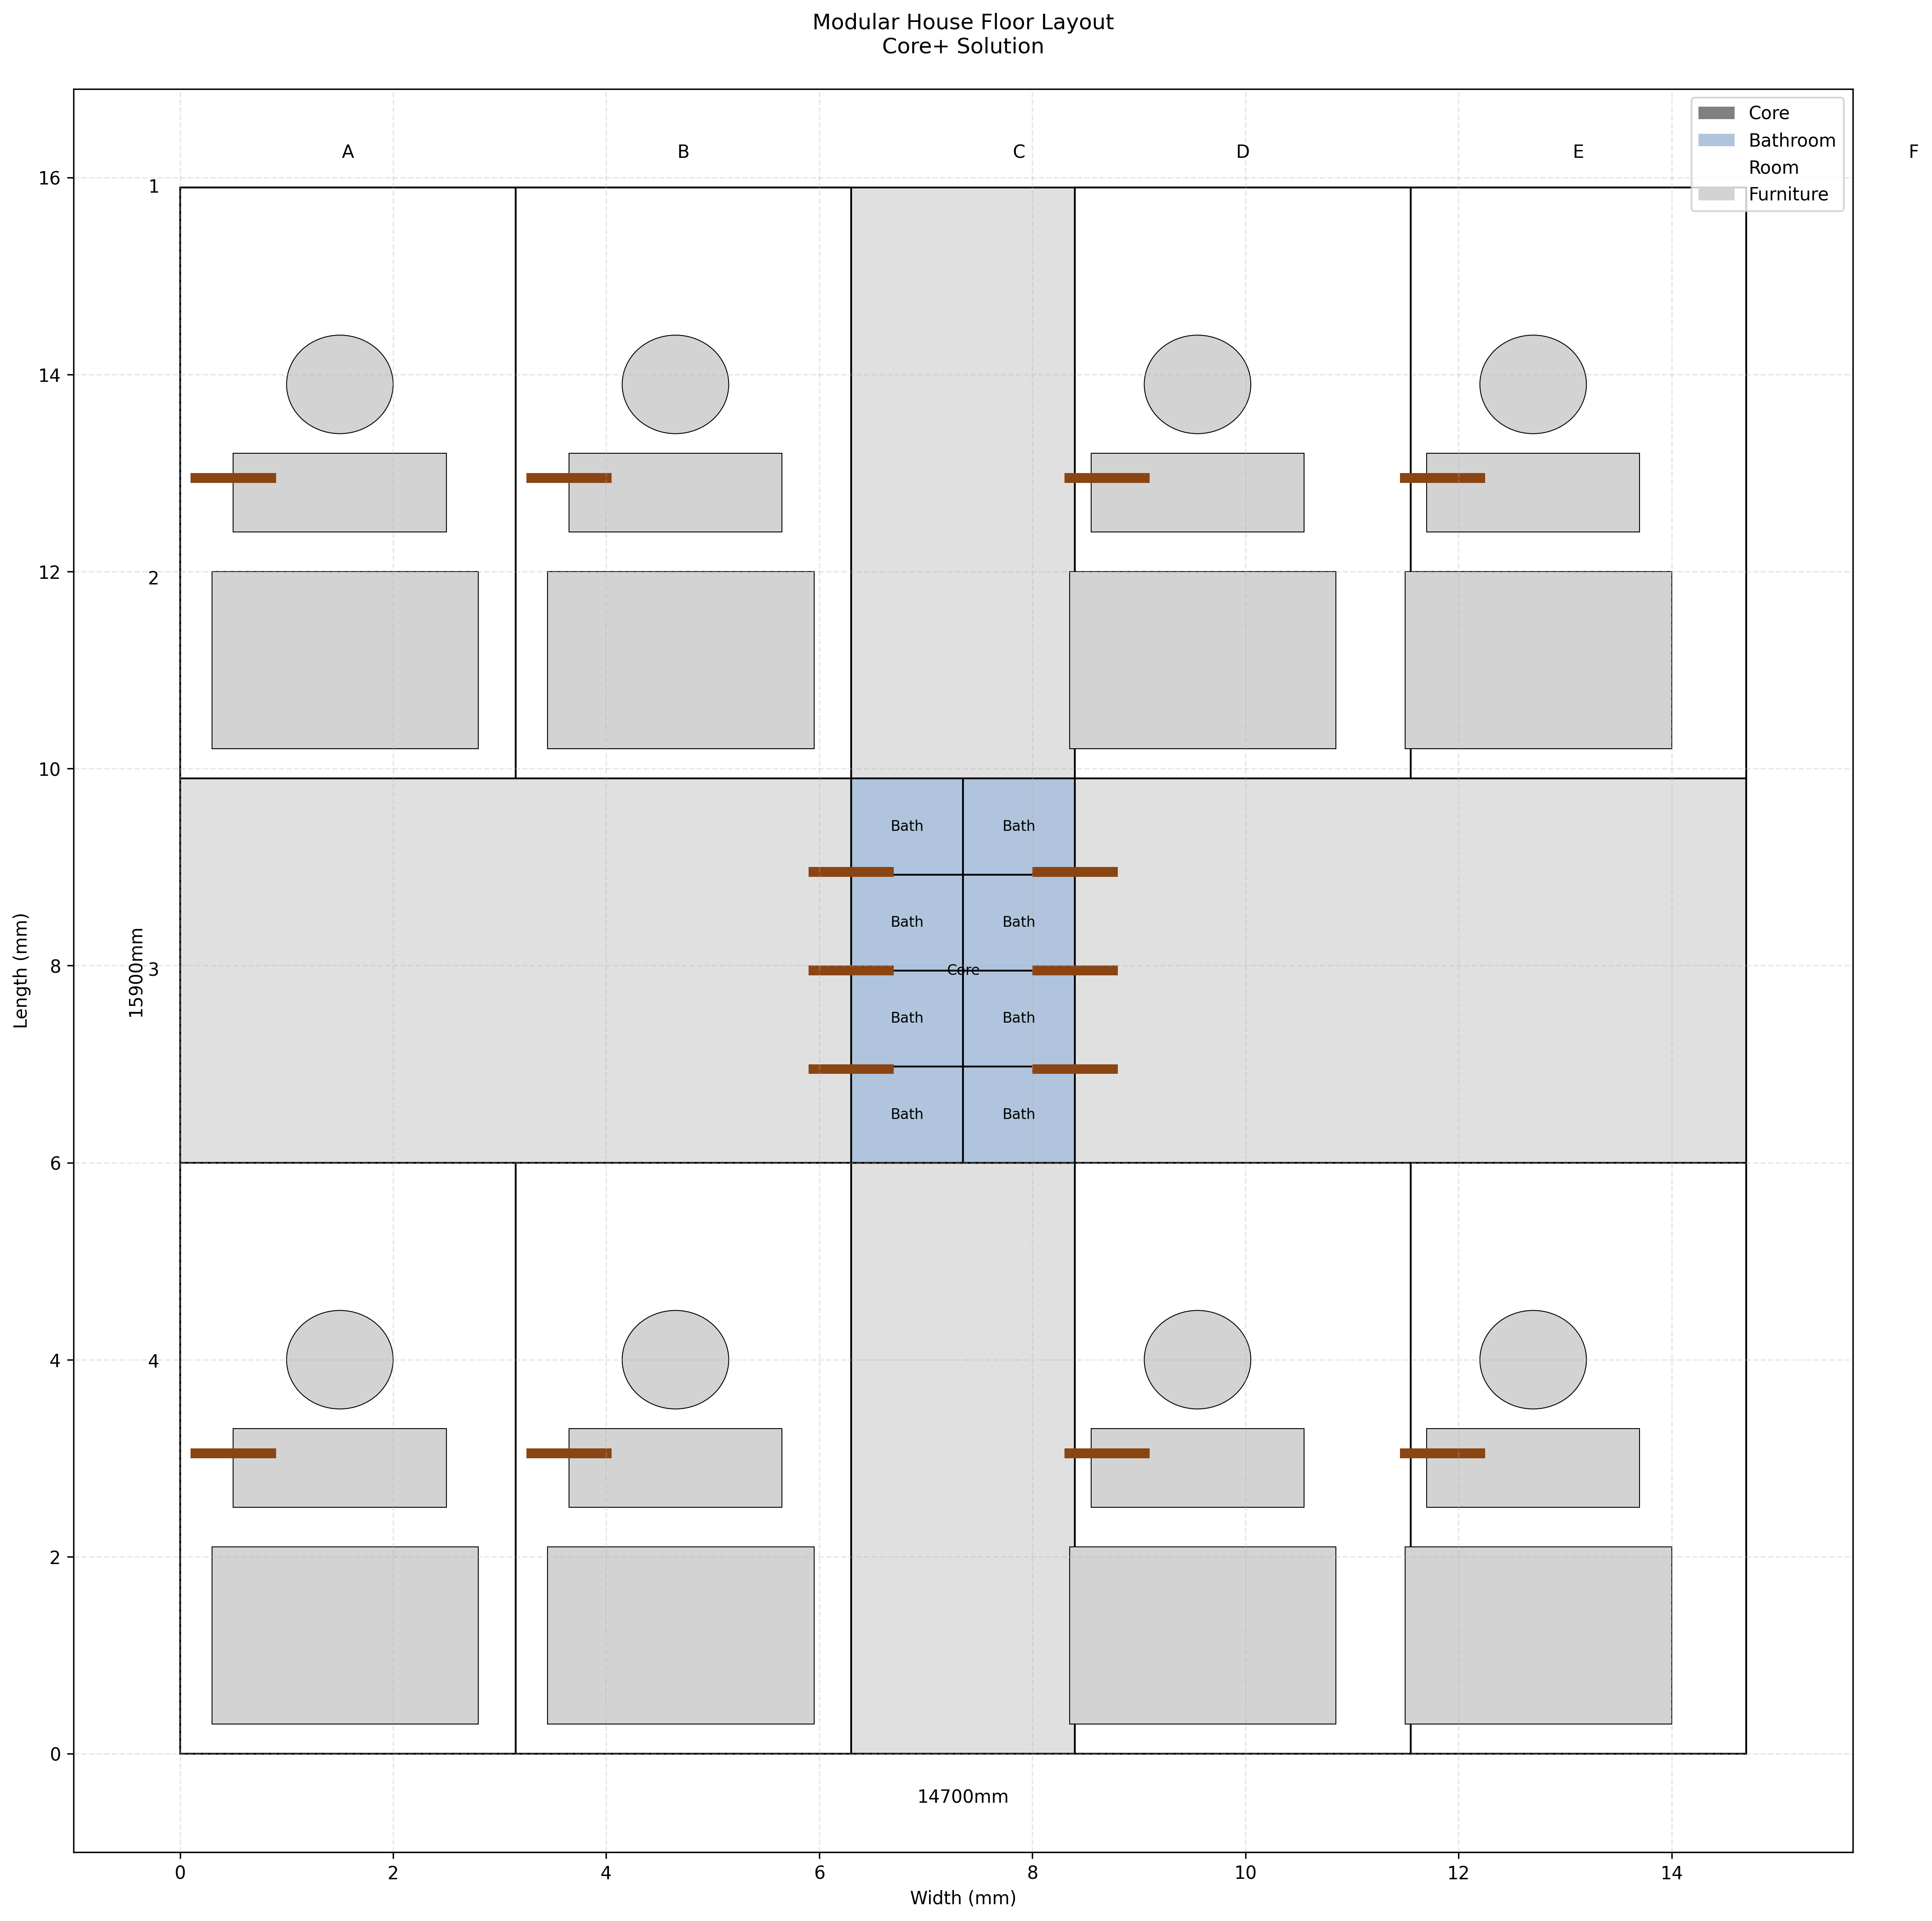 Modular House Floor Layout
Core+ Solution
Core
Bathroom
Room
Furniture
A B C D E F
16
1
14
12
2
10
Bath Bath
Bath Bath
8
3
Core
15900mm
Length (mm)
Bath Bath
Bath Bath
6
4
4
2
0
14700mm
0 2 4 6 8 10 12 14
Width (mm)